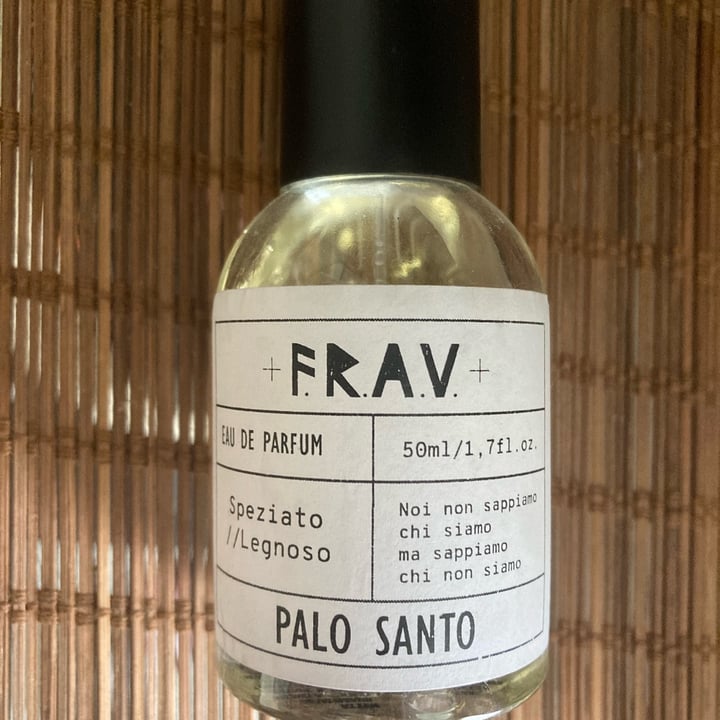 + F.R.A.V. +
EAU DE PARFUM
50ml/1,7fl.oz.
Speziato
//Legnoso
Noi non sappiamo
chi siamo
ma sappiamo
chi non siamo
PALO SANTO